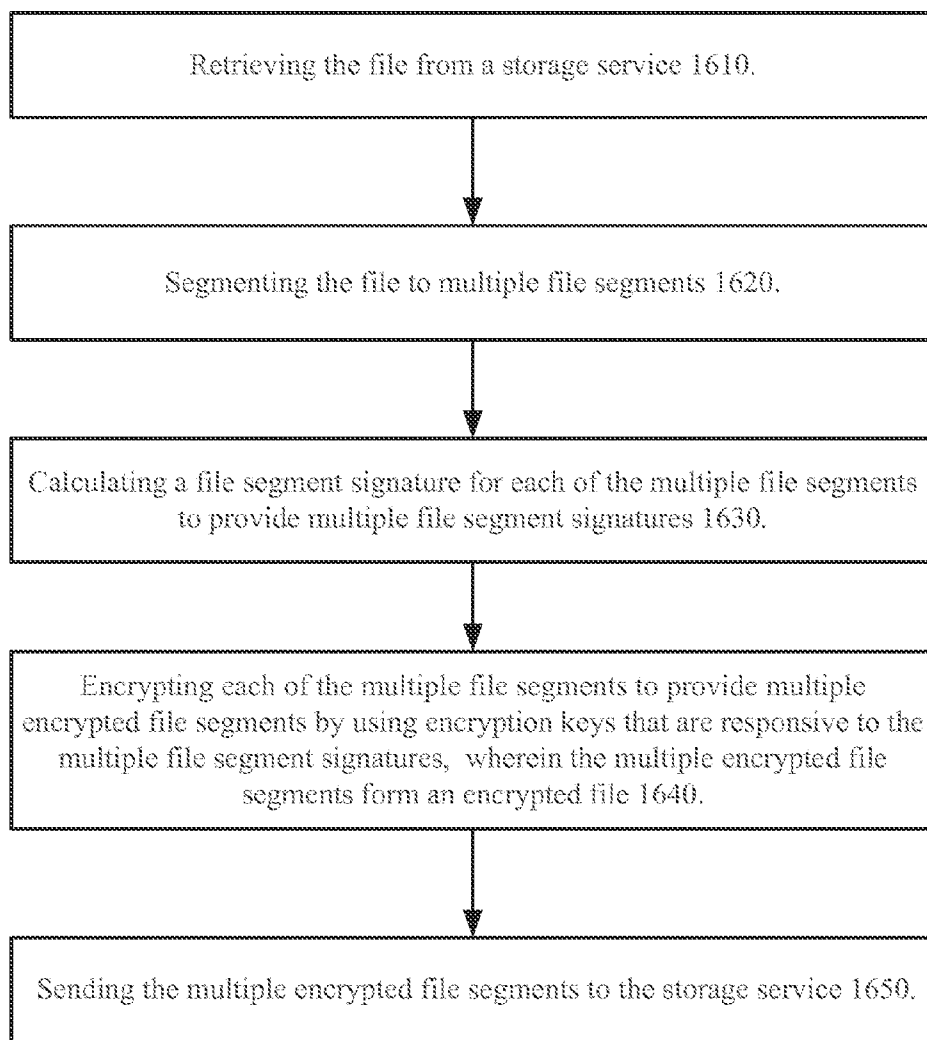 Retrieving the file from a storage service 1610.
Segmenting the file to multiple file segments 1620.
Calculating a file segment signature for each of the multiple file segments
to provide multiple file segment signatures 1630.
Encrypting each of the multiple file segments to provide multiple
encrypted file segments by using encryption keys that are responsive to the
multiple file segment signatures, wherein the multiple encrypted file
segments form an encrypted file 1640.
Sending the multiple encrypted file segments to the storage service 1650.